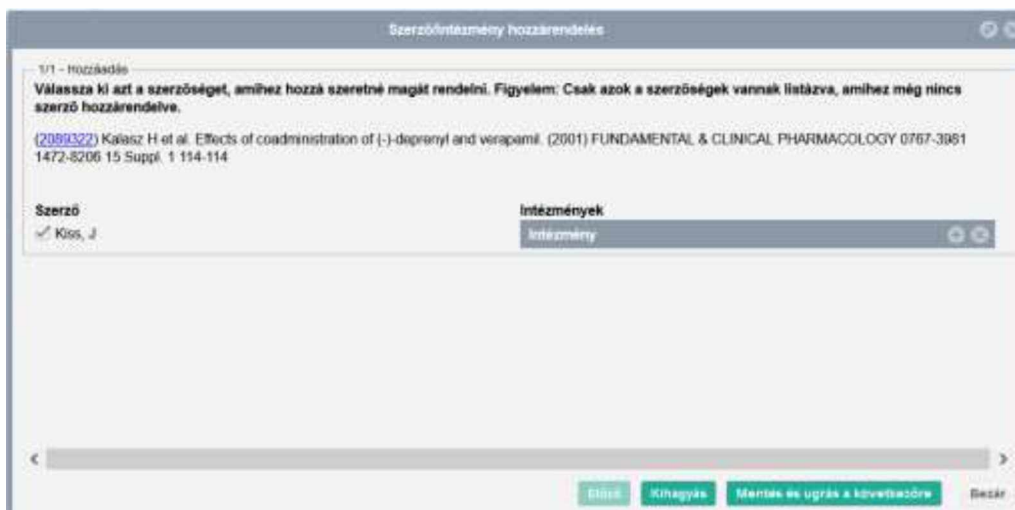 Szerző/intézmény hozzárendelés
1/1 - Hozzáadás
Válassza ki azt a szerzőséget, amihez hozzá szeretné magát rendelni. Figyelem: Csak azok a szerzőségek vannak listázva, amihez még nincs
szerző hozzárendelve.
(2089322) Kalasz H et al. Effects of coadministration of (-)-deprenyl and verapamil. (2001) FUNDAMENTAL & CLINICAL PHARMACOLOGY 0767-3981
1472-8206 15 Suppl. 1 114-114
Szerző
Intézmények
Kiss, J
Intézmény
Előző Kihagyás Mentés és ugrás a következőre Bezár